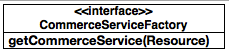 <<interface>>
CommerceServiceFactory
getCommerceService(Resource)